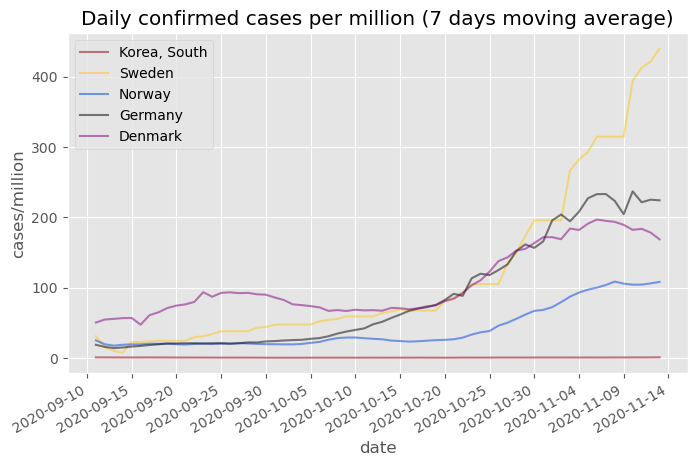 Daily confirmed cases per million (7 days moving average)
Korea, South
Sweden
Norway
Germany
Denmark
cases/million
400
300
200
100
0
2020-09-10
2020-09-15
2020-09-20
2020-09-25
2020-09-30
2020-10-05
2020-10-10
2020-10-15
2020-10-20
2020-10-25
2020-10-30
2020-11-04
2020-11-09
2020-11-14
date